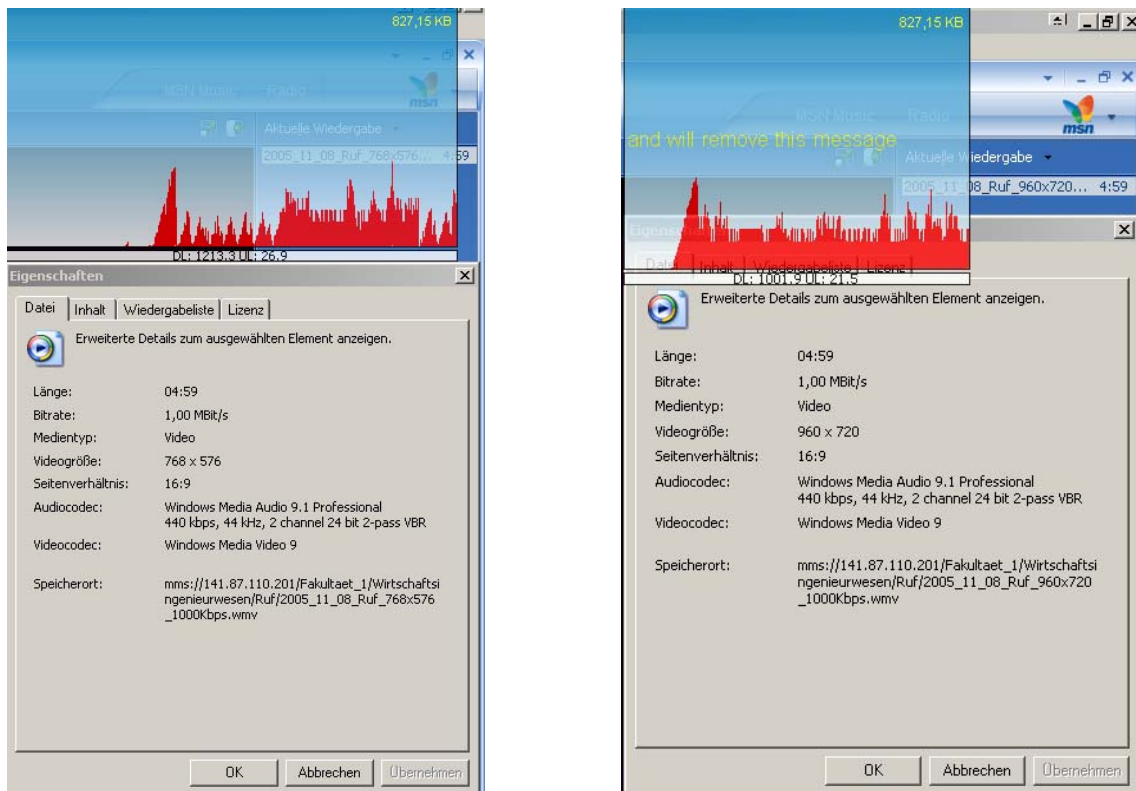 827,15 KB
MSN Music Radio
msn
Aktuelle Wiedergabe
2005_11_08_Ruf_768x576... 4:59
DL: 1213.3 UL: 26.9
Eigenschaften
Datei Inhalt Wiedergabeliste Lizenz
Erweiterte Details zum ausgewählten Element anzeigen.
Länge: 04:59
Bitrate: 1,00 MBit/s
Medientyp: Video
Videogröße: 768 x 576
Seitenverhältnis: 16:9
Audiocodec: Windows Media Audio 9.1 Professional
440 kbps, 44 kHz, 2 channel 24 bit 2-pass VBR
Videocodec: Windows Media Video 9
Speicherort: mms://141.87.110.201/Fakultaet_1/Wirtschaftsi
ngenieurwesen/Ruf/2005_11_08_Ruf_768x576
_1000Kbps.wmv
OK Abbrechen Übernehmen
827,15 KB
MSN Music Radio
msn
and will remove this message
Aktuelle Wiedergabe
2005_11_08_Ruf_960x720... 4:59
Eigenschaften
Datei Inhalt Wiedergabeliste Lizenz
DL: 1001.9 UL: 21.5
Erweiterte Details zum ausgewählten Element anzeigen.
Länge: 04:59
Bitrate: 1,00 MBit/s
Medientyp: Video
Videogröße: 960 x 720
Seitenverhältnis: 16:9
Audiocodec: Windows Media Audio 9.1 Professional
440 kbps, 44 kHz, 2 channel 24 bit 2-pass VBR
Videocodec: Windows Media Video 9
Speicherort: mms://141.87.110.201/Fakultaet_1/Wirtschaftsi
ngenieurwesen/Ruf/2005_11_08_Ruf_960x720
_1000Kbps.wmv
OK Abbrechen Übernehmen